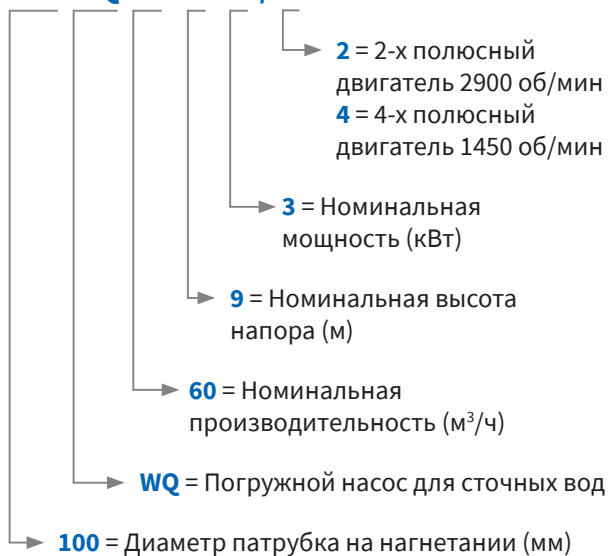 2 = 2-х полюсный
двигатель 2900 об/мин
4 = 4-х полюсный
двигатель 1450 об/мин
3 = Номинальная
мощность (кВт)
9 = Номинальная высота
напора (м)
60 = Номинальная
производительность (м³/ч)
WQ = Погружной насос для сточных вод
100 = Диаметр патрубка на нагнетании (мм)